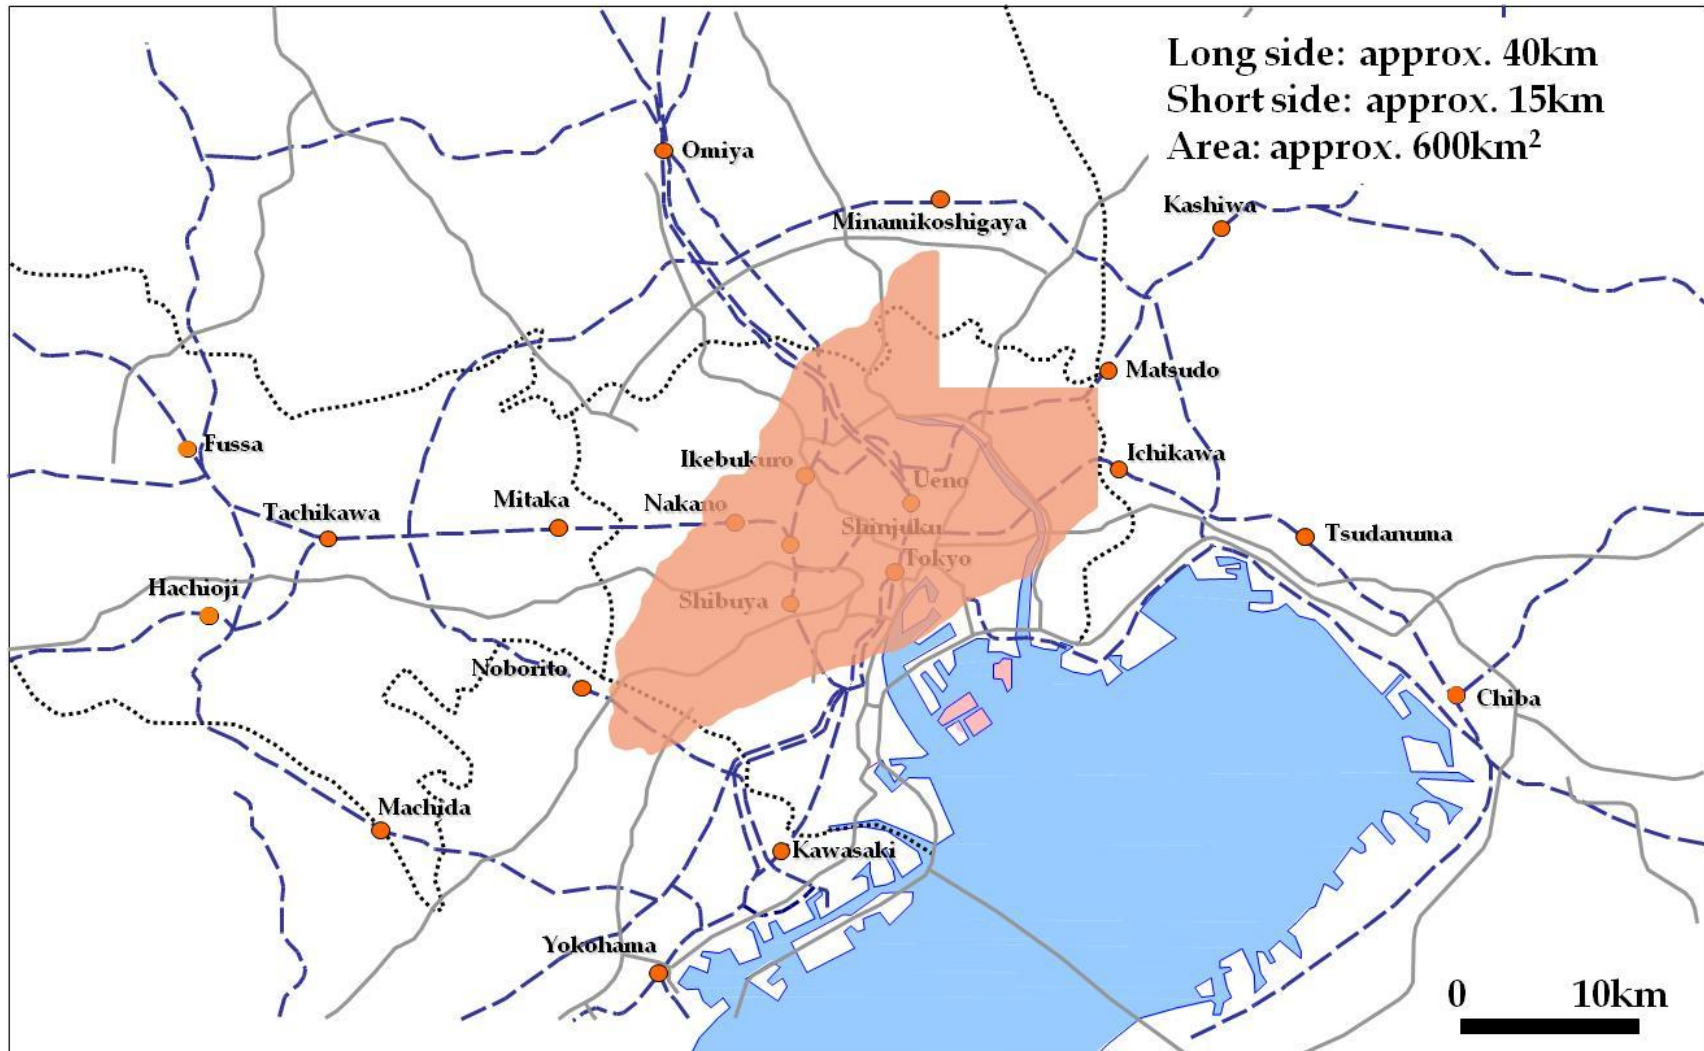 Long side: approx. 40km
Short side: approx. 15km
Area: approx. 600km²
Omiya
Kashiwa
Minamikoshigaya
Matsudo
Fussa
Ikebukuro
Ichikawa
Ueno
Tachikawa
Mitaka
Nakano
Shinjuku
Tsudanuma
Tokyo
Hachioji
Shibuya
Noborito
Chiba
Machida
Kawasaki
Yokohama
0 10km